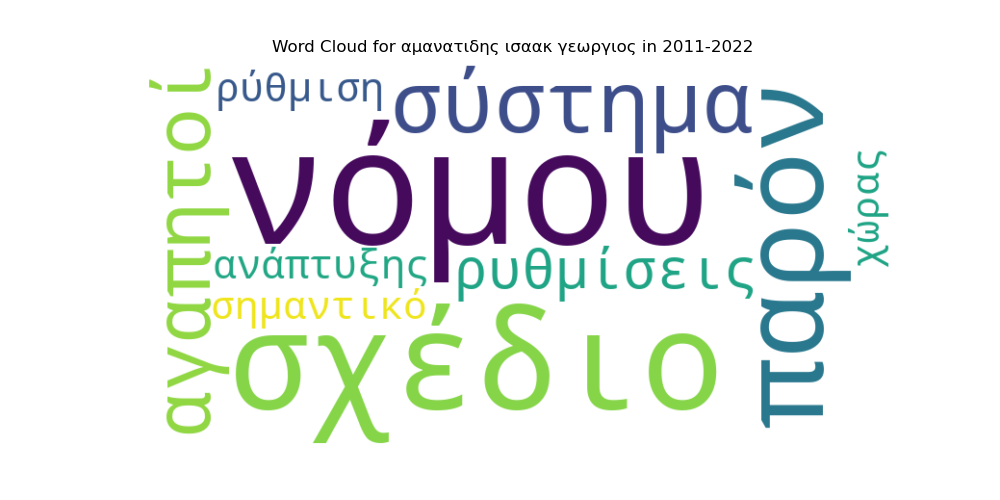 Word Cloud for αμανατιδης ισαακ γεωργιος in 2011-2022
ρύθμιση
σύστημα
αγαπητοί
νόμου
παρόν
χώρας
ανάπτυξης
ρυθμίσεις
σημαντικό
σχέδιο